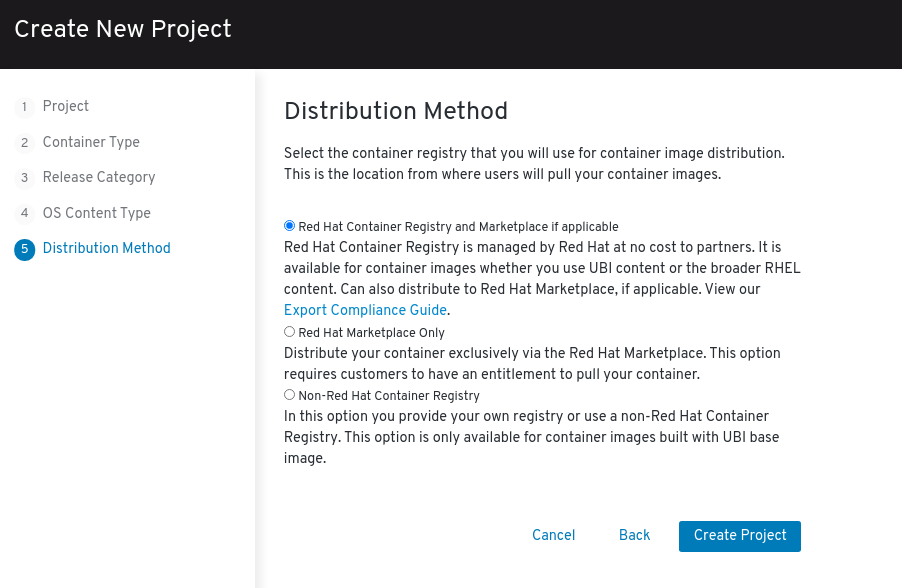 Create New Project
1 Project
2 Container Type
3 Release Category
4 OS Content Type
5 Distribution Method
Distribution Method
Select the container registry that you will use for container image distribution.
This is the location from where users will pull your container images.
Red Hat Container Registry and Marketplace if applicable
Red Hat Container Registry is managed by Red Hat at no cost to partners. It is
available for container images whether you use UBI content or the broader RHEL
content. Can also distribute to Red Hat Marketplace, if applicable. View our
Export Compliance Guide.
Red Hat Marketplace Only
Distribute your container exclusively via the Red Hat Marketplace. This option
requires customers to have an entitlement to pull your container.
Non-Red Hat Container Registry
In this option you provide your own registry or use a non-Red Hat Container
Registry. This option is only available for container images built with UBI base
image.
Cancel Back Create Project